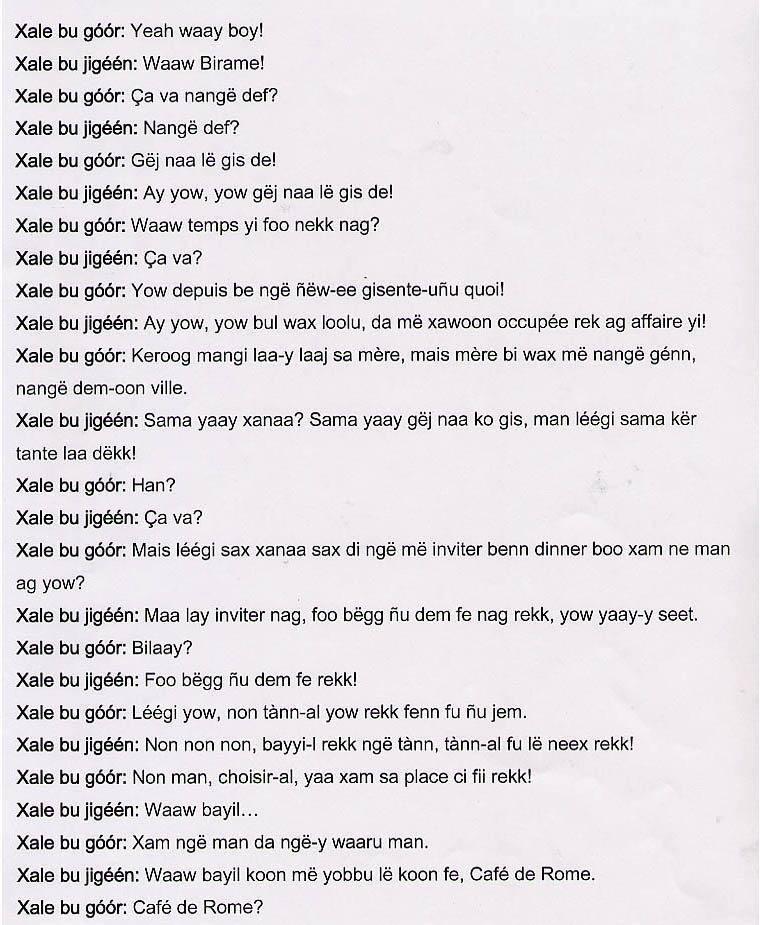 Xale bu góór: Yeah waay boy!
Xale bu jigéén: Waaw Birame!
Xale bu góór: Ça va nangë def?
Xale bu jigéén: Nangë def?
Xale bu góór: Gëj naa lë gis de!
Xale bu jigéén: Ay yow, yow gëj naa lë gis de!
Xale bu góór: Waaw temps yi foo nekk nag?
Xale bu jigéén: Ça va?
Xale bu góór: Yow depuis be ngë ñëw-ee gisente-uñu quoi!
Xale bu jigéén: Ay yow, yow bul wax loolu, da më xawoon occupée rek ag affaire yi!
Xale bu góór: Keroog mangi laa-y laaj sa mère, mais mère bi wax më nangë génn,
nangë dem-oon ville.
Xale bu jigéén: Sama yaay xanaa? Sama yaay gëj naa ko gis, man léégi sama kër
tante laa dëkk!
Xale bu góór: Han?
Xale bu jigéén: Ça va?
Xale bu góór: Mais léégi sax xanaa sax di ngë më inviter benn dinner boo xam ne man
ag yow?
Xale bu jigéén: Maa lay inviter nag, foo bëgg ñu dem fe nag rekk, yow yaay-y seet.
Xale bu góór: Bilaay?
Xale bu jigéén: Foo bëgg ñu dem fe rekk!
Xale bu góór: Léégi yow, non tànn-al yow rekk fenn fu ñu jem.
Xale bu jigéén: Non non non, bayyi-l rekk ngë tànn, tànn-al fu lë neex rekk!
Xale bu góór: Non man, choisir-al, yaa xam sa place ci fii rekk!
Xale bu jigéén: Waaw bayil…
Xale bu góór: Xam ngë man da ngë-y waaru man.
Xale bu jigéén: Waaw bayil koon më yobbu lë koon fe, Café de Rome.
Xale bu góór: Café de Rome?